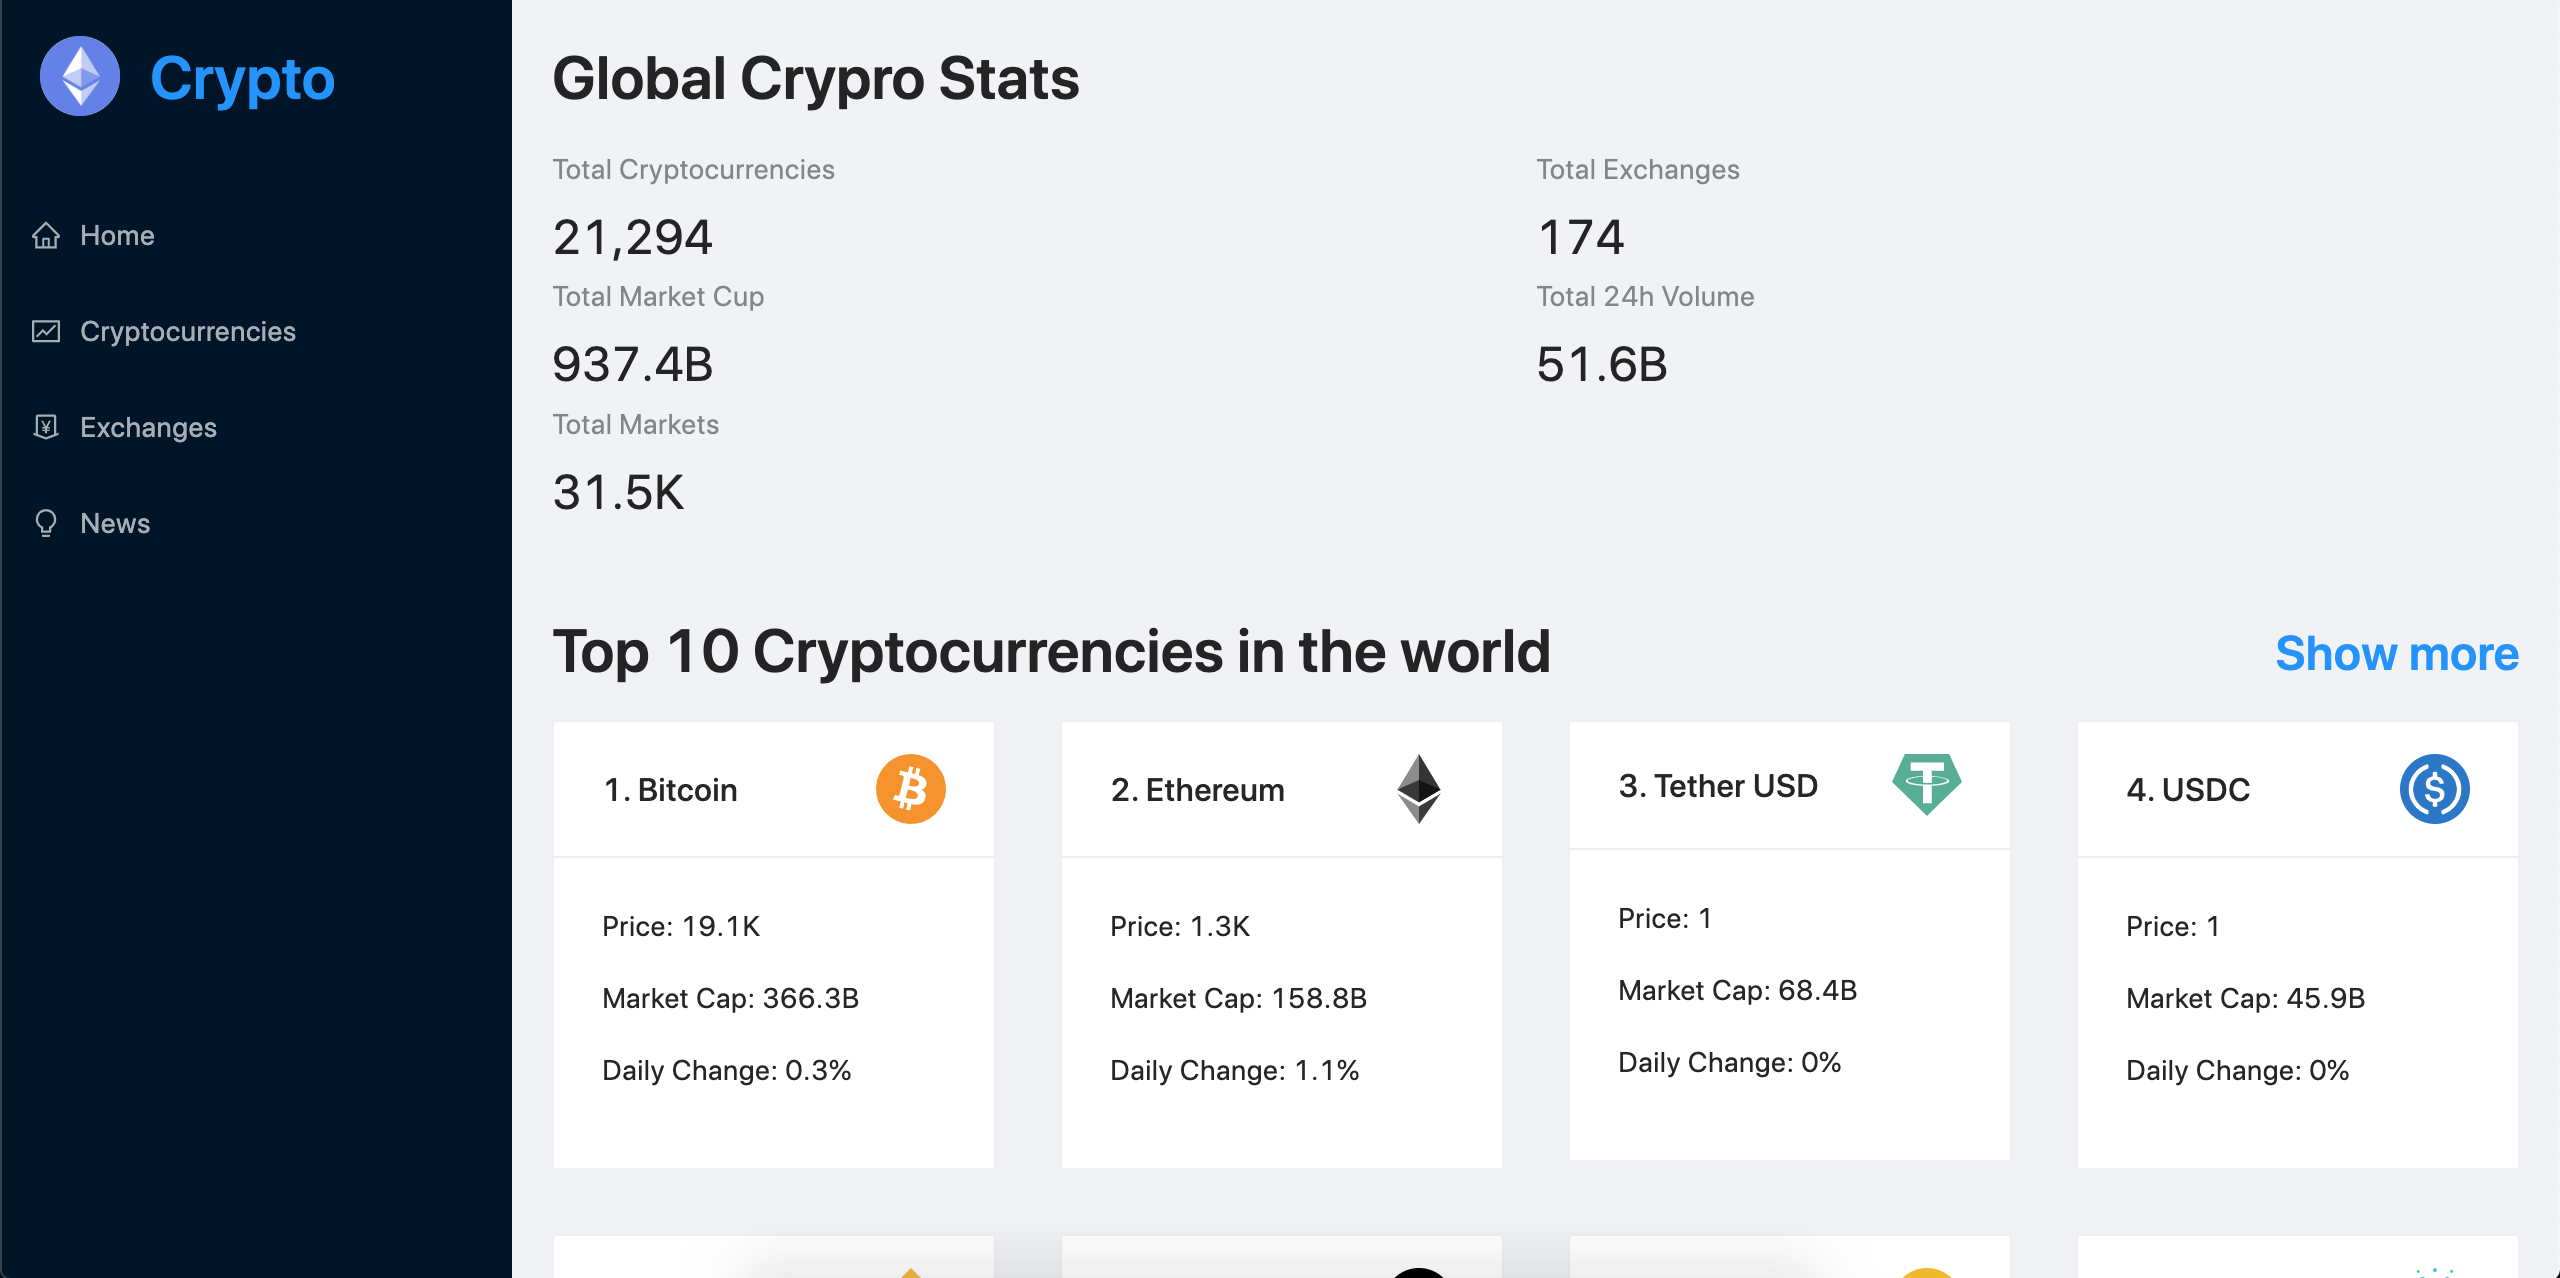 Crypto
Home
Cryptocurrencies
Exchanges
News
Global Crypro Stats
Total Cryptocurrencies
21,294
Total Exchanges
174
Total Market Cup
937.4B
Total 24h Volume
51.6B
Total Markets
31.5K
Top 10 Cryptocurrencies in the world
Show more
1. Bitcoin
Price: 19.1K
Market Cap: 366.3B
Daily Change: 0.3%
2. Ethereum
Price: 1.3K
Market Cap: 158.8B
Daily Change: 1.1%
3. Tether USD
Price: 1
Market Cap: 68.4B
Daily Change: 0%
4. USDC
Price: 1
Market Cap: 45.9B
Daily Change: 0%